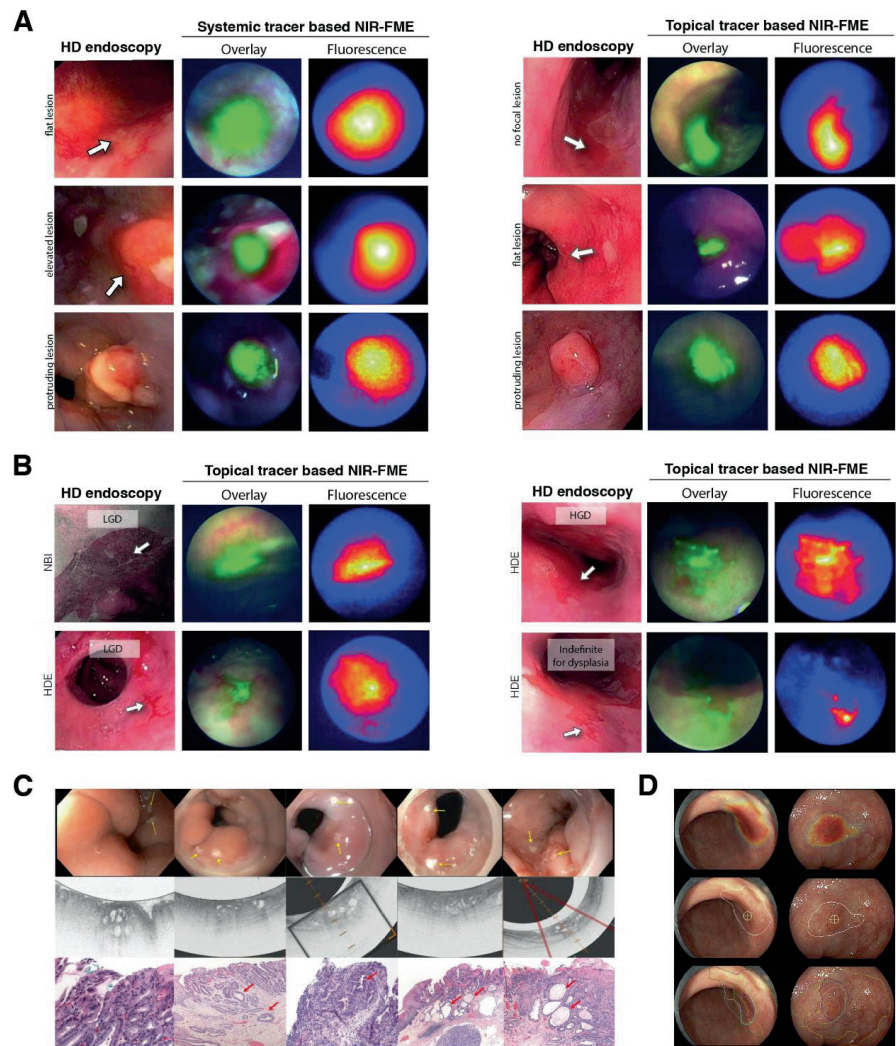 A
Systemic tracer based NIR-FME
HD endoscopy
Overlay
Fluorescence
flat lesion
elevated lesion
protruding lesion
Topical tracer based NIR-FME
HD endoscopy
Overlay
Fluorescence
no focal lesion
flat lesion
protruding lesion
B
Topical tracer based NIR-FME
HD endoscopy
Overlay
Fluorescence
LGD
NBI
LGD
HDE
Topical tracer based NIR-FME
HD endoscopy
Overlay
Fluorescence
HGD
HDE
Indefinite
for dysplasia
HDE
C
D